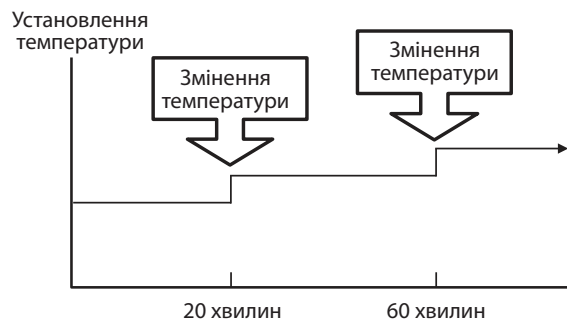 Установлення
температури
Змінення
температури
Змінення
температури
20 хвилин
60 хвилин